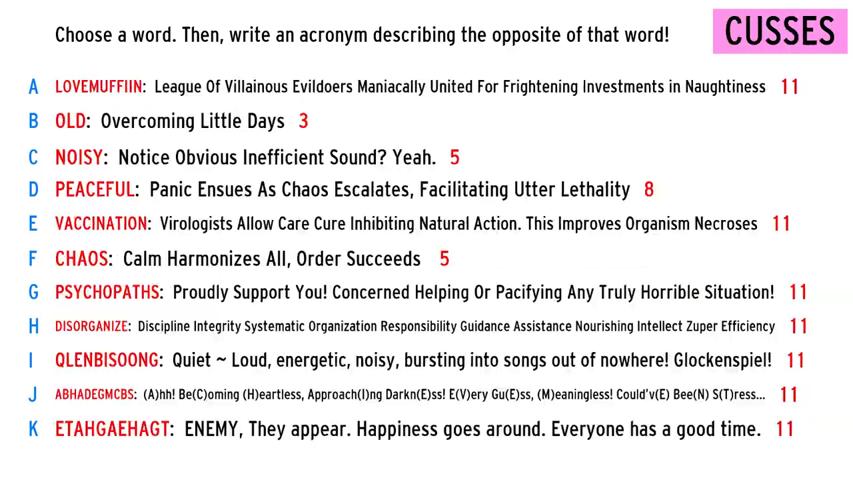 Choose a word. Then, write an acronym describing the opposite of that word!
CUSSES
A LOVEMUFFIIN: League Of Villainous Evildoers Maniacally United For Frightening Investments in Naughtiness 11
B OLD: Overcoming Little Days 3
C NOISY: Notice Obvious Inefficient Sound? Yeah. 5
D PEACEFUL: Panic Ensues As Chaos Escalates, Facilitating Utter Lethality 8
E VACCINATION: Virologists Allow Care Cure Inhibiting Natural Action. This Improves Organism Necroses 11
F CHAOS: Calm Harmonizes All, Order Succeeds 5
G PSYCHOPATHS: Proudly Support You! Concerned Helping Or Pacifying Any Truly Horrible Situation! 11
H DISORGANIZE: Discipline Integrity Systematic Organization Responsibility Guidance Assistance Nourishing Intellect Zuper Efficiency 11
I QLENBISOONG: Quiet ~ Loud, energetic, noisy, bursting into songs out of nowhere! Glockenspiel! 11
J ABHADEGMCBS: (A)hh! Be(C)oming (H)eartless, Approach(I)ng Darkn(E)ss! E(V)ery Gu(E)ss, (M)eaningless! Could'v(E) Bee(N) S(T)ress... 11
K ETAHGAEHAGT: ENEMY, They appear. Happiness goes around. Everyone has a good time. 11